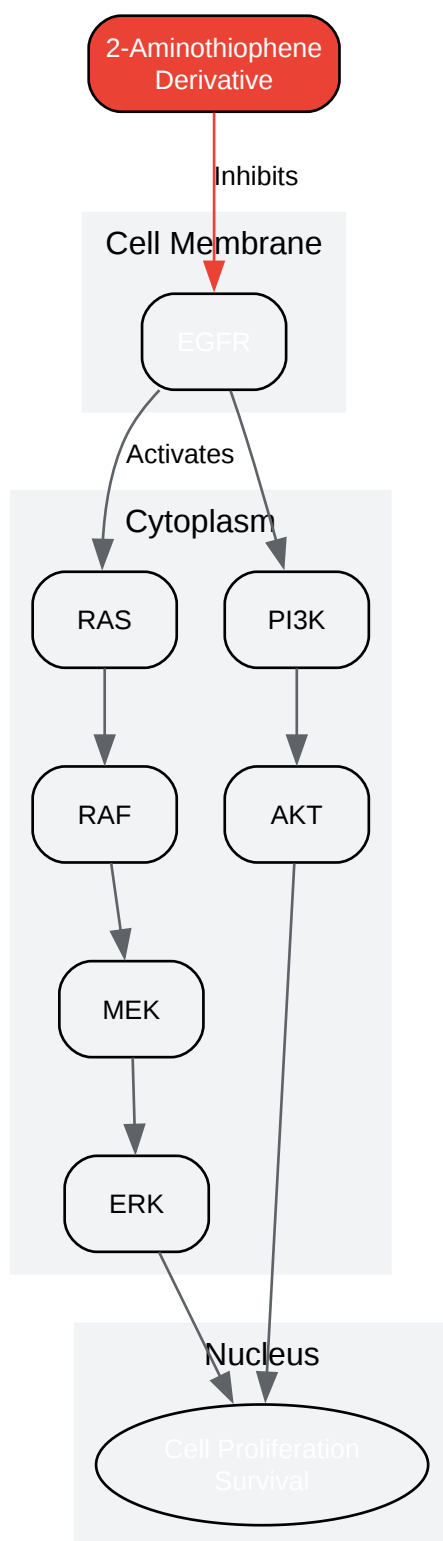 2-Aminothiophene
Derivative
Inhibits
Cell Membrane
EGFR
Activates
Cytoplasm
RAS
PI3K
RAF
AKT
MEK
ERK
Nucleus
Cell Proliferation
Survival